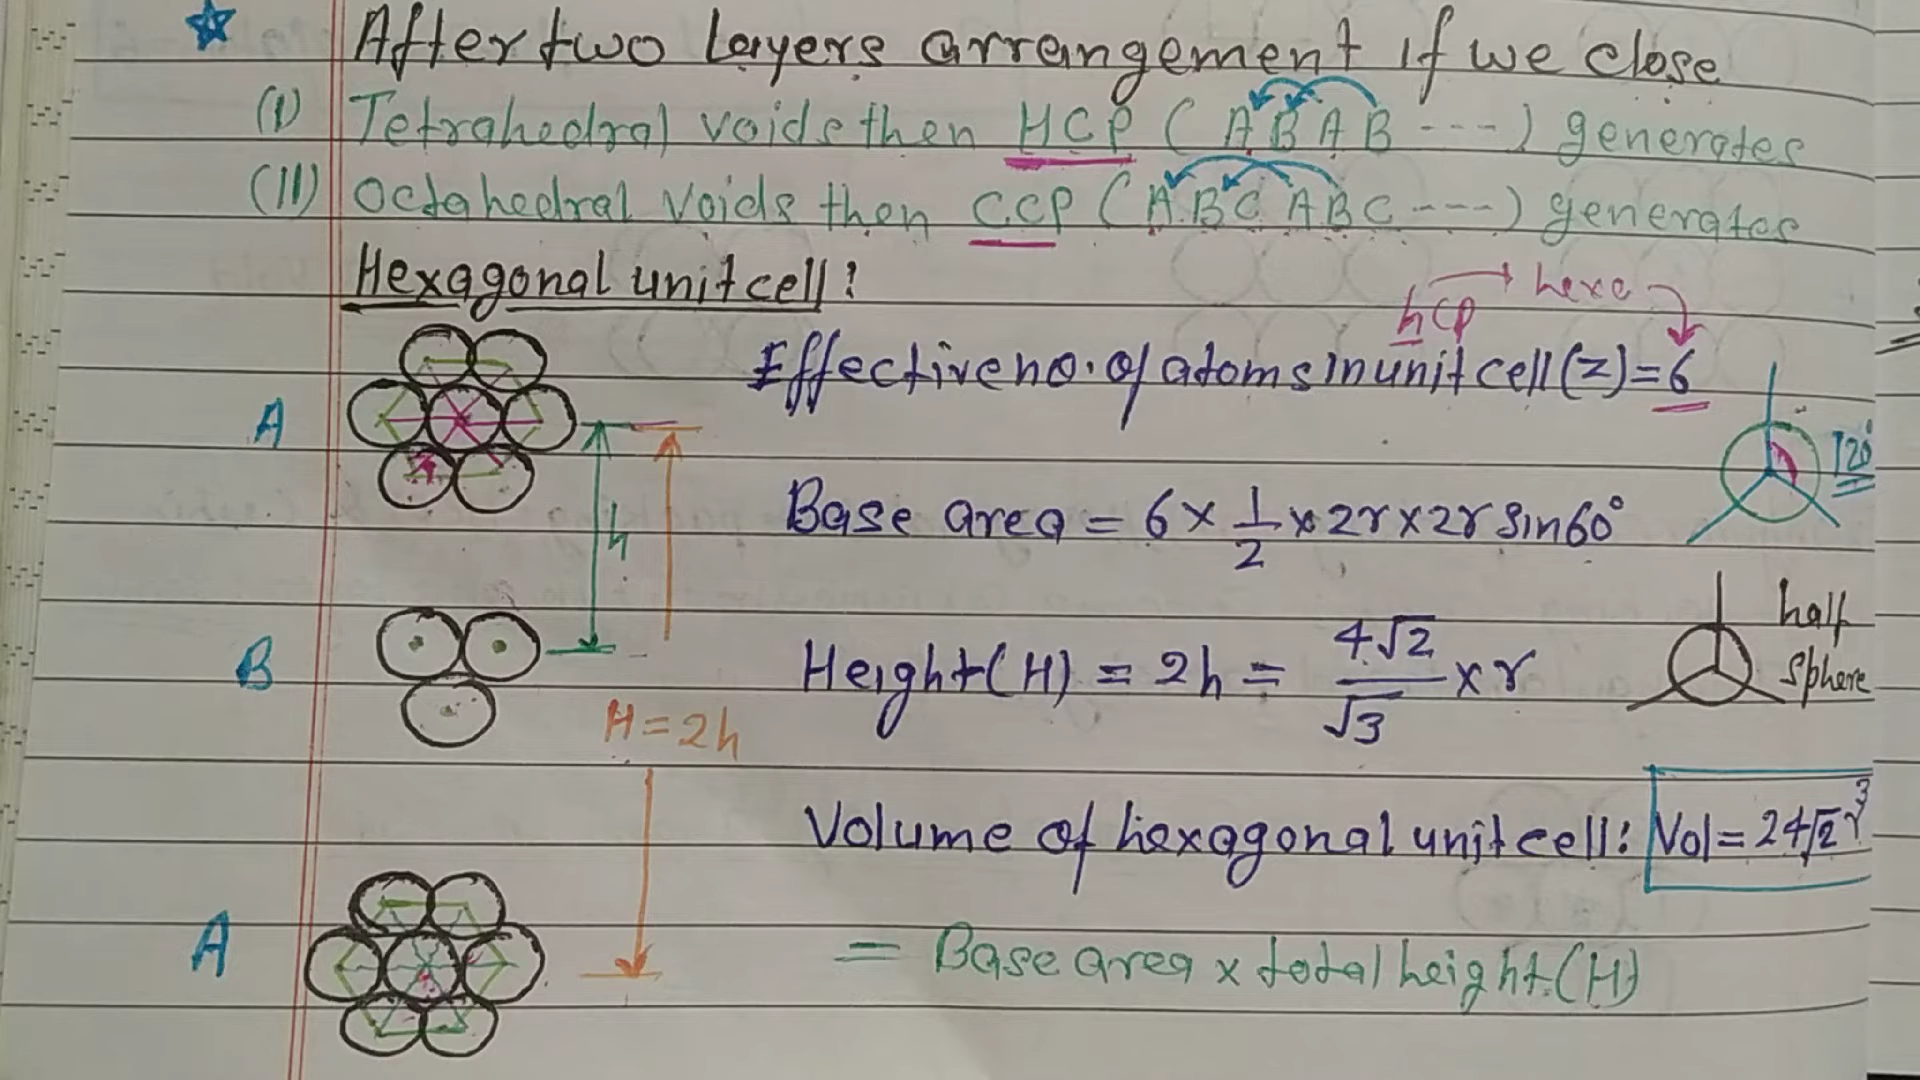 After two Layers arrangement if we close
(I) Tetrahedral voids then HCP (ABAB ----) generates
(II) Octahedral Voids then CCP (ABCABC ----) generates
Hexagonal unit cell:
hcp → hexa
Effective no. of atoms in unit cell (Z) = 6
A
120°
Base area = 6 × 1/2 × 2r × 2r sin60°
h
half
sphere
B
Height (H) = 2h = 4√2/√3 × r
H = 2h
Volume of hexagonal unit cell: Vol = 24√2 r³
A
= Base area × total height (H)